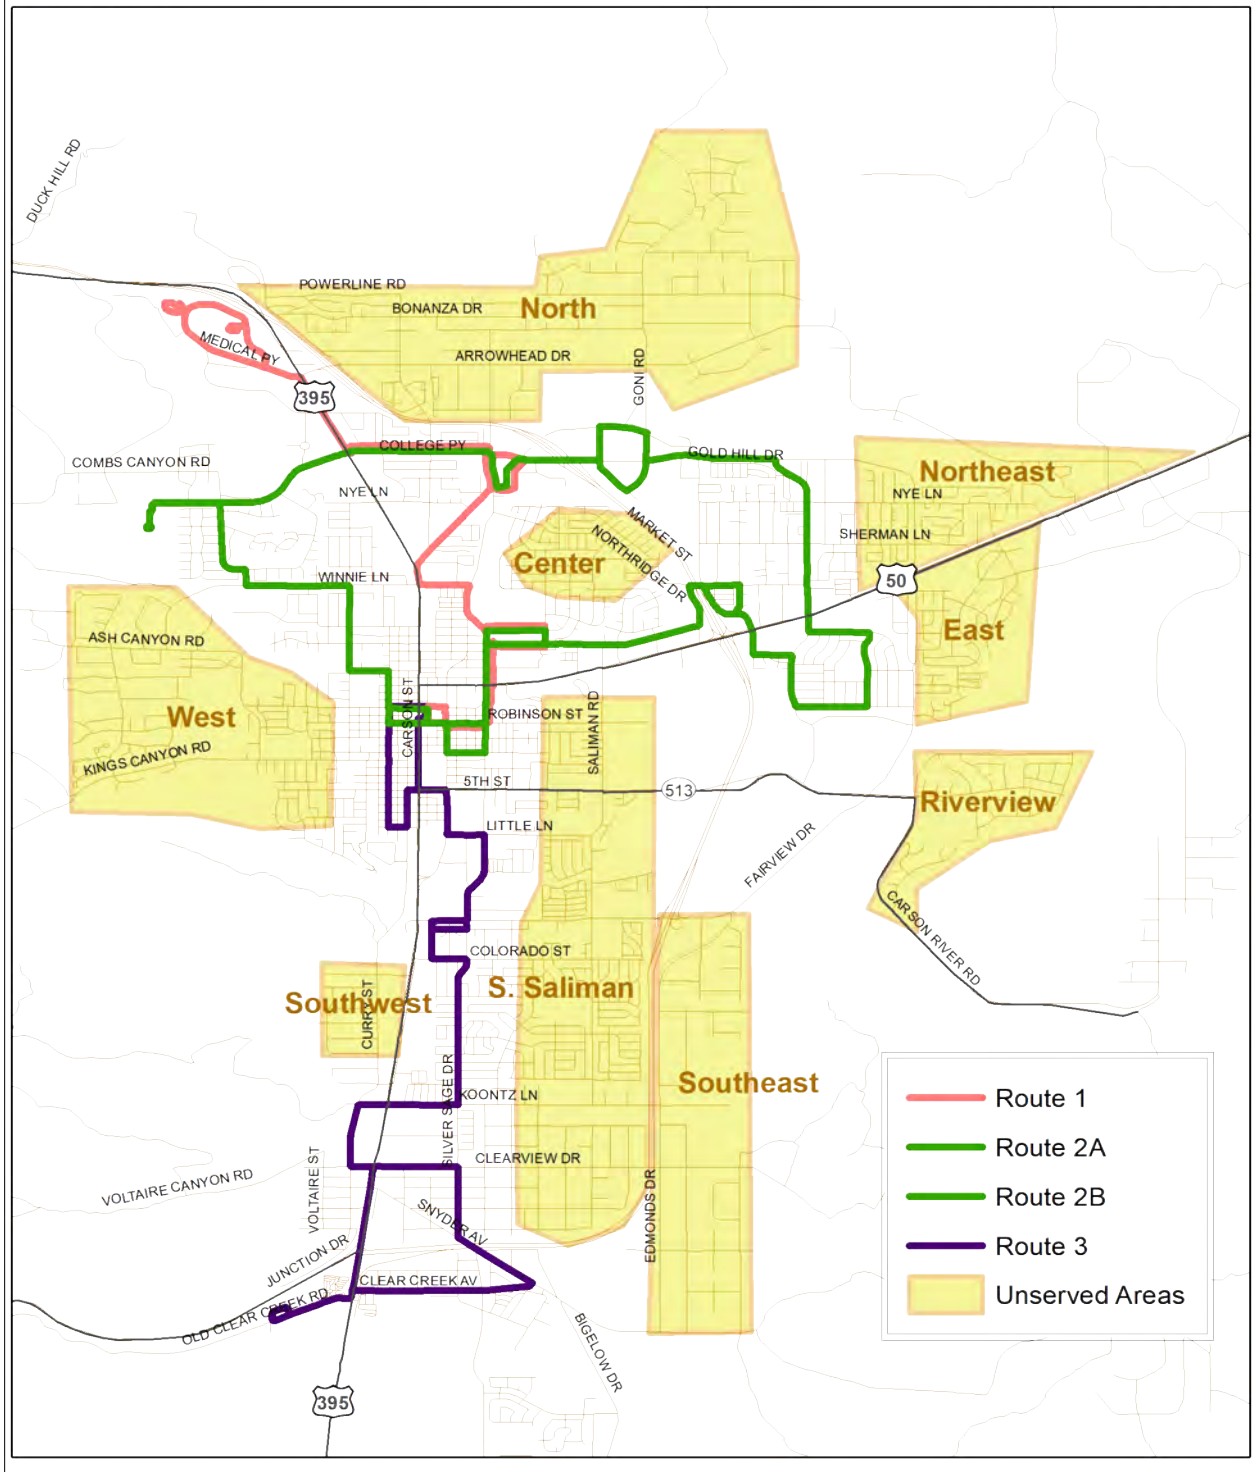 DUCK HILL RD
POWERLINE RD
BONANZA DR
North
MEDICAL PY
ARROWHEAD DR
GONI RD
395
COLLEGE PY
GOLD HILL DR
COMBS CANYON RD
Northeast
NYE LN
NYE LN
MARKET ST
SHERMAN LN
NORTHRIDGE DR
Center
WINNIE LN
50
ASH CANYON RD
East
West
CARSON ST
ROBINSON ST
SALIMAN RD
KINGS CANYON RD
5TH ST
513
Riverview
LITTLE LN
FAIRVIEW DR
CARSON RIVER RD
COLORADO ST
S. Saliman
Southwest
CURRY ST
Southeast
SILVER SAGE DR
KOONTZ LN
Route 1
CLEARVIEW DR
Route 2A
VOLTAIRE CANYON RD
VOLTAIRE ST
EDMONDS DR
Route 2B
SNYDER AV
JUNCTION DR
Route 3
CLEAR CREEK AV
OLD CLEAR CREEK RD
Unserved Areas
BIGELOW DR
395